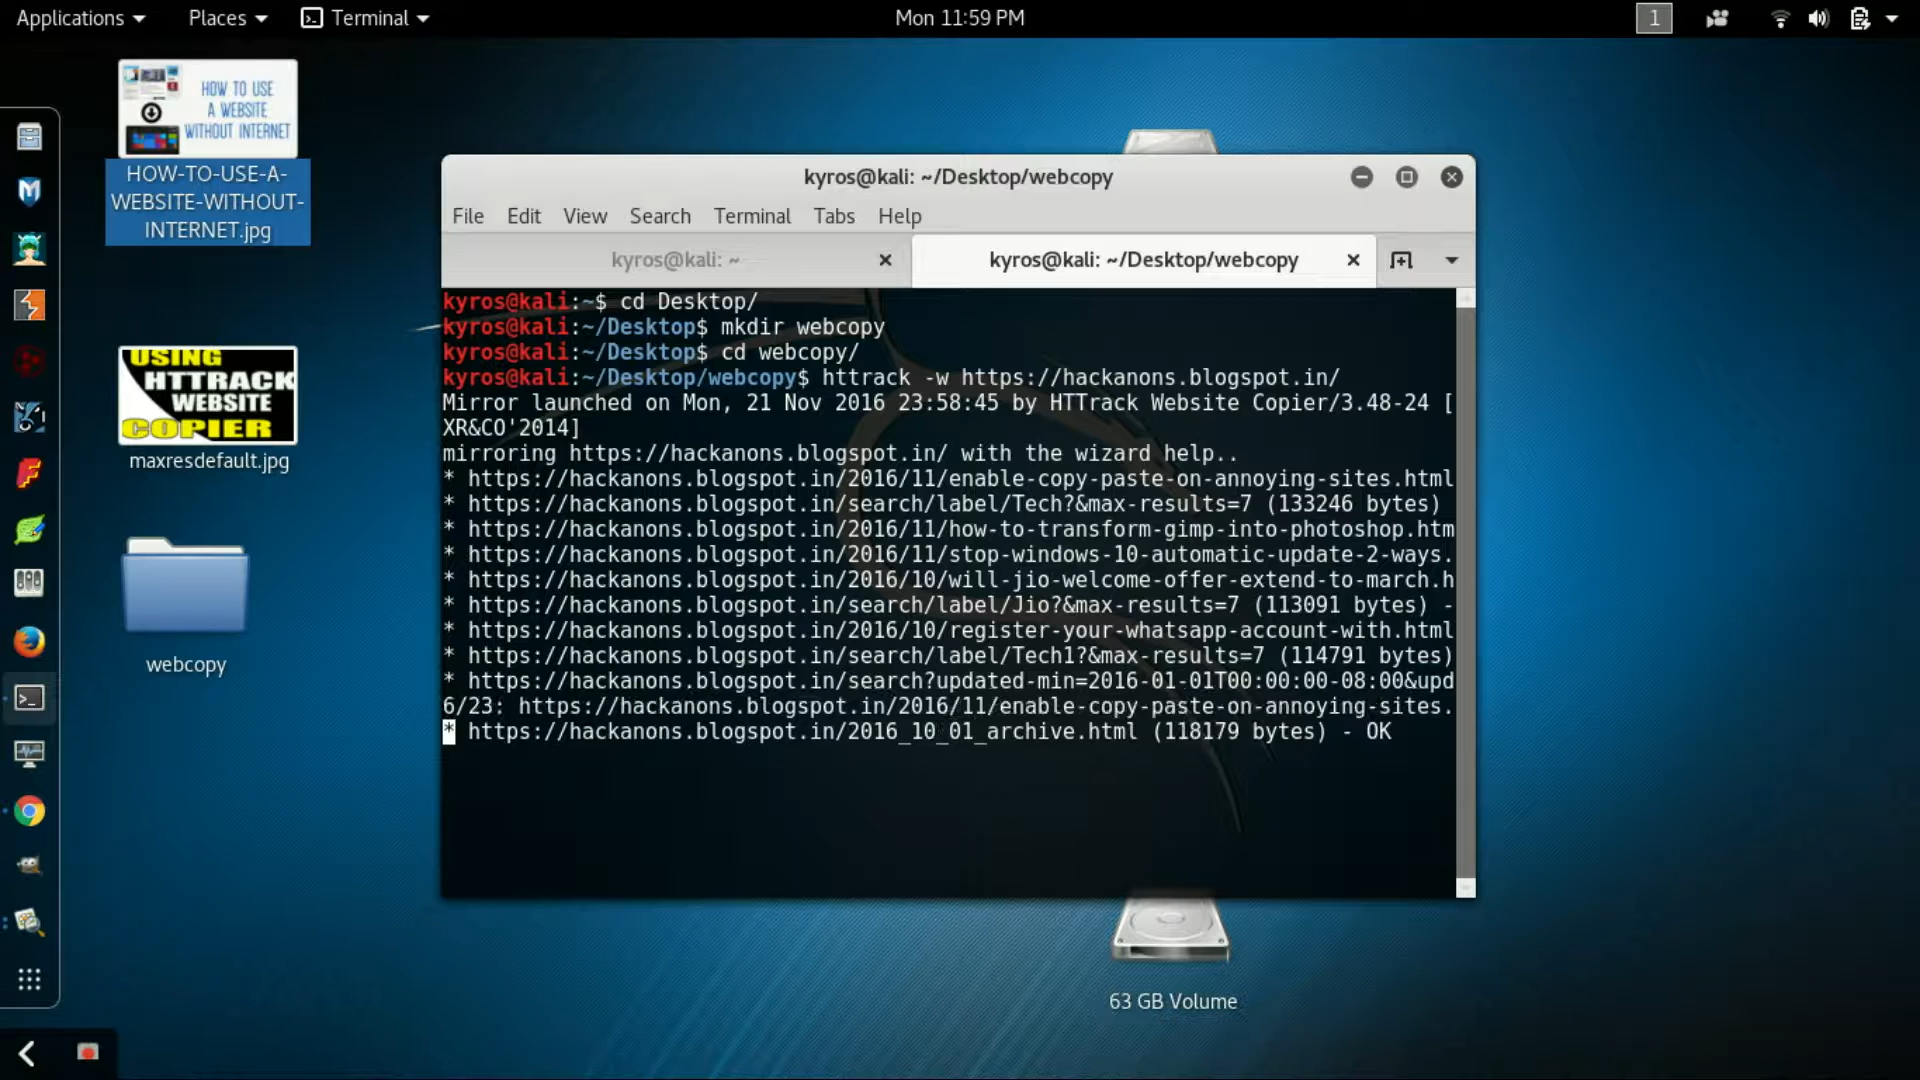 Applications
Places
Terminal
Mon 11:59 PM
1
HOW TO USE
A WEBSITE
WITHOUT INTERNET
HOW-TO-USE-A-
WEBSITE-WITHOUT-
INTERNET.jpg
USING
HTTRACK
WEBSITE
COPIER
maxresdefault.jpg
webcopy
kyros@kali: ~/Desktop/webcopy
File Edit View Search Terminal Tabs Help
kyros@kali: ~
kyros@kali: ~/Desktop/webcopy
kyros@kali:~$ cd Desktop/
kyros@kali:~/Desktop$ mkdir webcopy
kyros@kali:~/Desktop$ cd webcopy/
kyros@kali:~/Desktop/webcopy$ httrack -w https://hackanons.blogspot.in/
Mirror launched on Mon, 21 Nov 2016 23:58:45 by HTTrack Website Copier/3.48-24 [
XR&CO'2014]
mirroring https://hackanons.blogspot.in/ with the wizard help..
* https://hackanons.blogspot.in/2016/11/enable-copy-paste-on-annoying-sites.html
* https://hackanons.blogspot.in/search/label/Tech?&max-results=7 (133246 bytes)
* https://hackanons.blogspot.in/2016/11/how-to-transform-gimp-into-photoshop.htm
* https://hackanons.blogspot.in/2016/11/stop-windows-10-automatic-update-2-ways.
* https://hackanons.blogspot.in/2016/10/will-jio-welcome-offer-extend-to-march.h
* https://hackanons.blogspot.in/search/label/Jio?&max-results=7 (113091 bytes) -
* https://hackanons.blogspot.in/2016/10/register-your-whatsapp-account-with.html
* https://hackanons.blogspot.in/search/label/Tech1?&max-results=7 (114791 bytes)
* https://hackanons.blogspot.in/search?updated-min=2016-01-01T00:00:00-08:00&upd
6/23: https://hackanons.blogspot.in/2016/11/enable-copy-paste-on-annoying-sites.
* https://hackanons.blogspot.in/2016_10_01_archive.html (118179 bytes) - OK
63 GB Volume